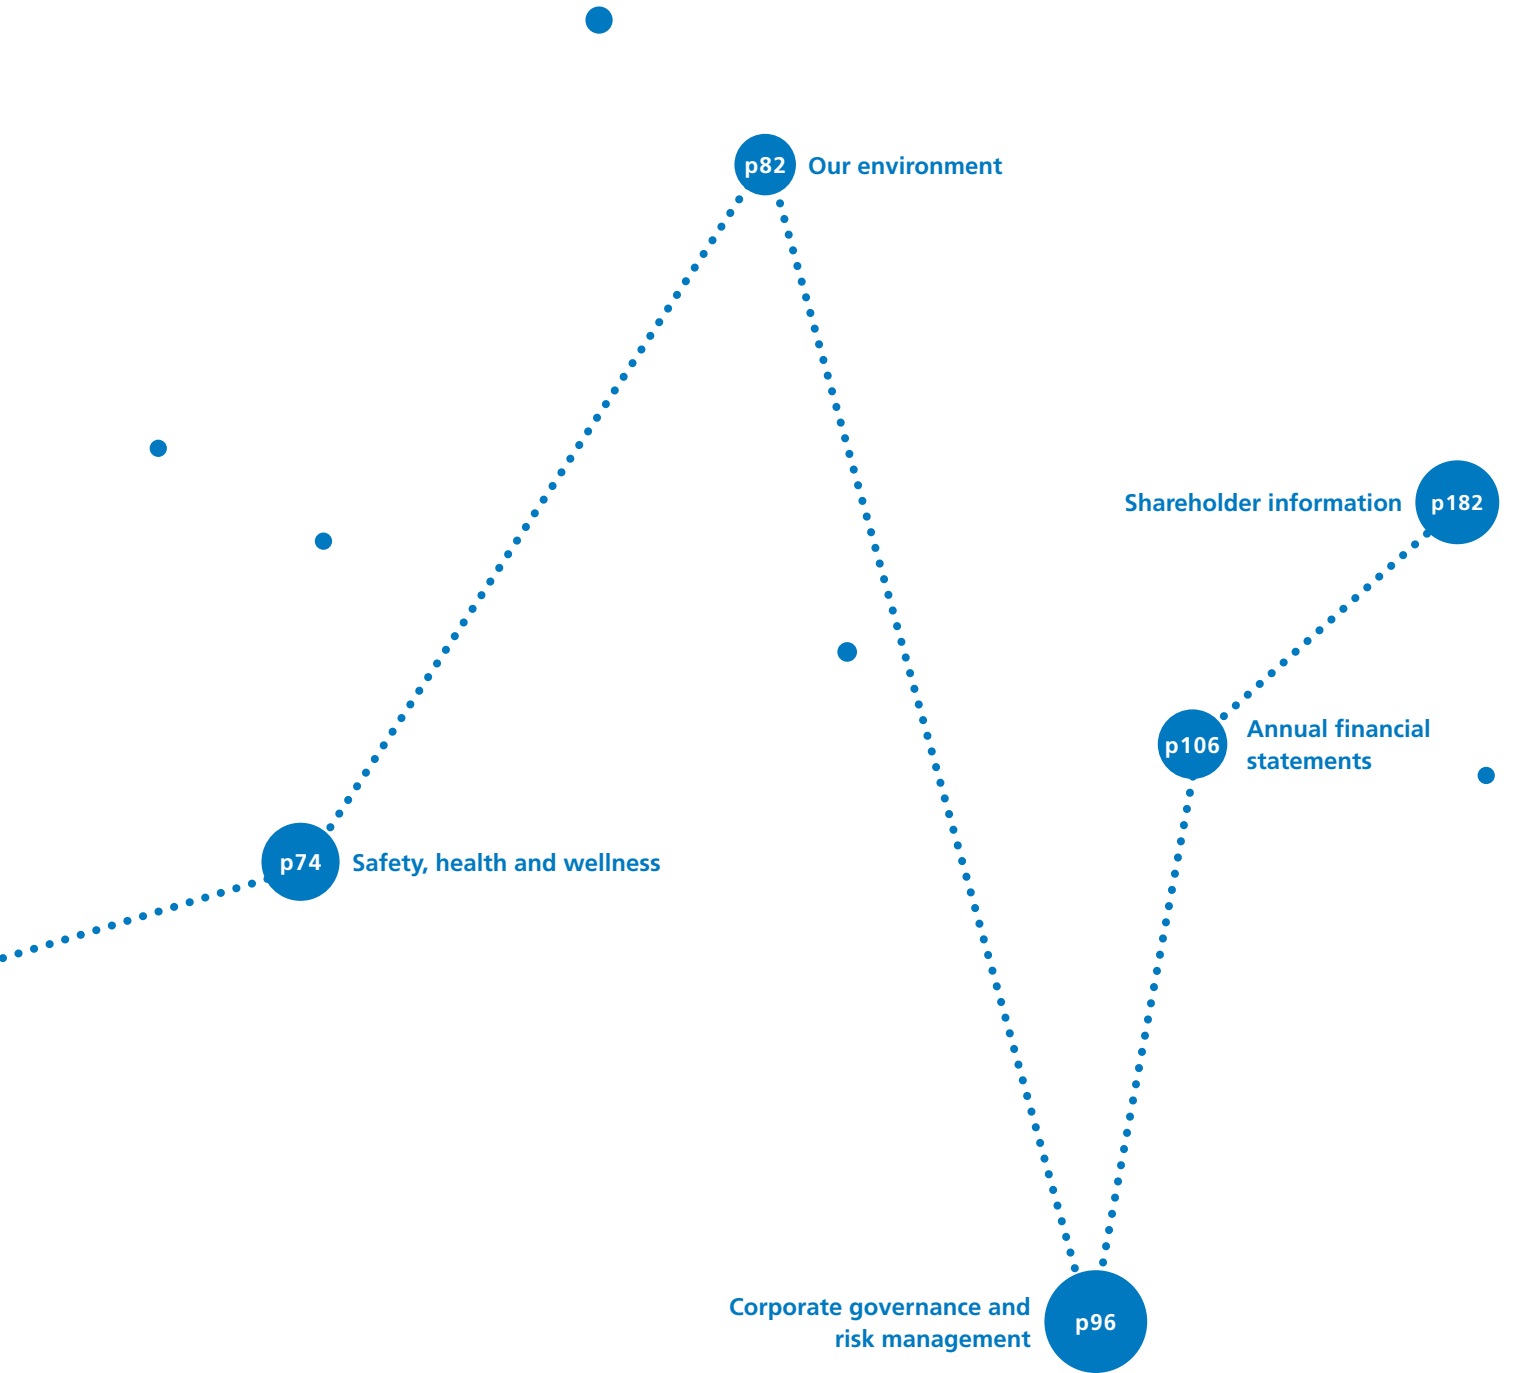 p82 Our environment
Shareholder information p182
p106 Annual financial
statements
p74 Safety, health and wellness
Corporate governance and
risk management
p96